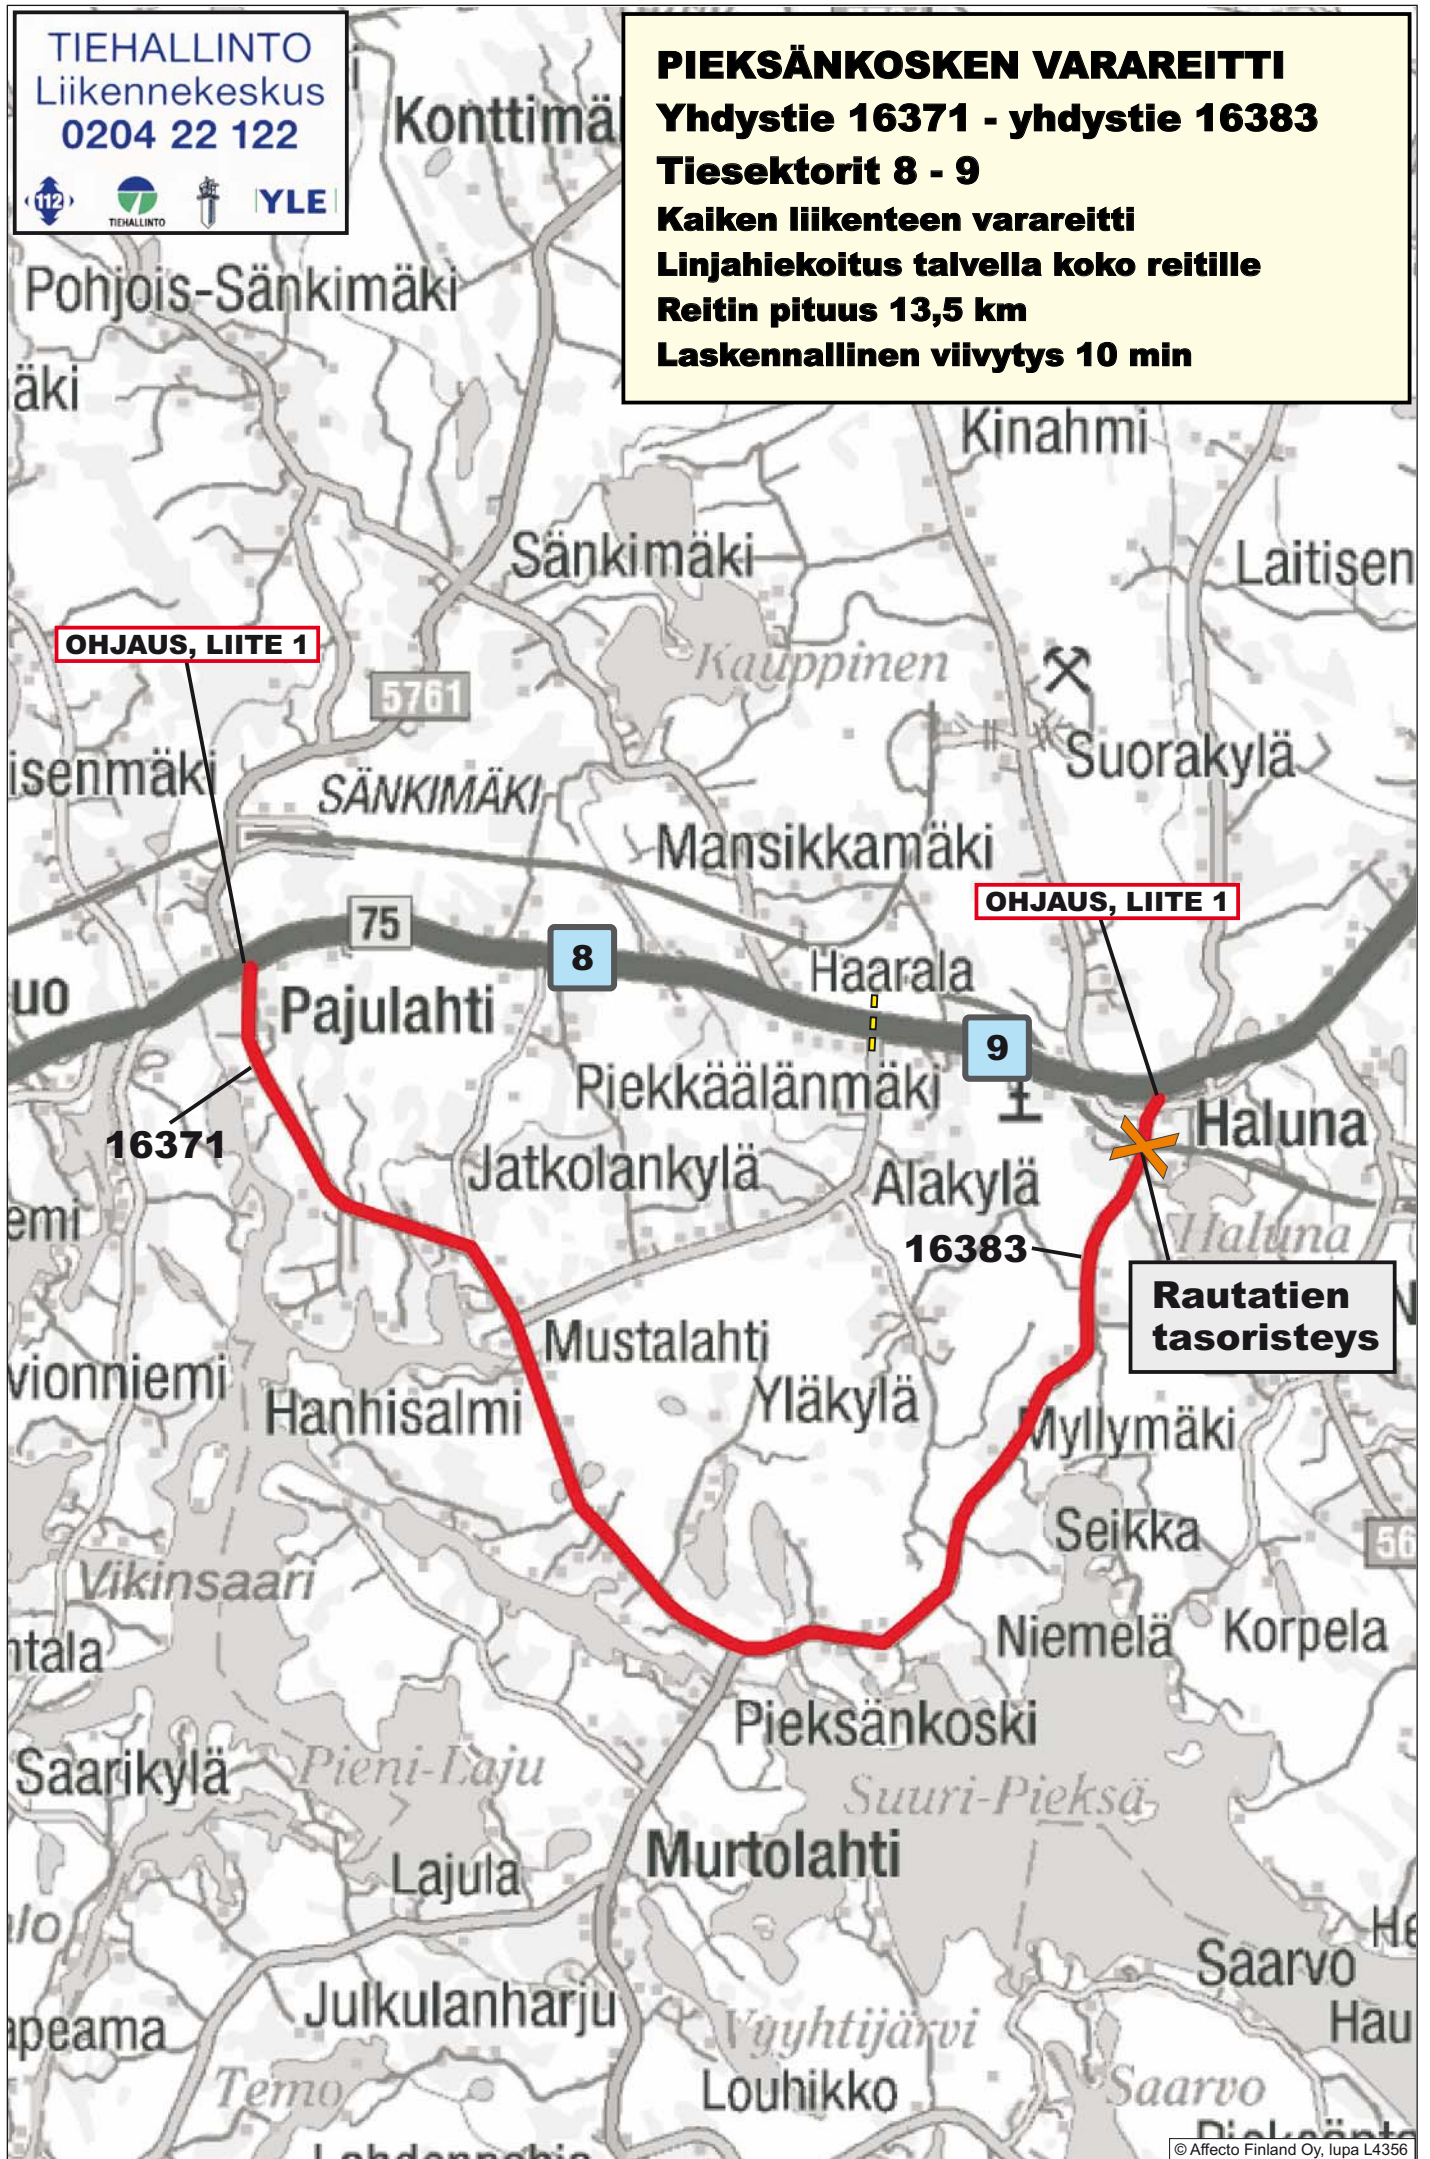 TIEHALLINTO
Liikennekeskus
0204 22 122
112
TIEHALLINTO
YLE
PIEKSÄNKOSKEN VARAREITTI
Yhdystie 16371 - yhdystie 16383
Tiesektorit 8 - 9
Kaiken liikenteen varareitti
Linjahiekoitus talvella koko reitille
Reitin pituus 13,5 km
Laskennallinen viivytys 10 min
Konttimäk
Pohjois-Sänkimäki
äki
Kinahmi
Sänkimäki
Laitisen
OHJAUS, LIITE 1
Kauppinen
5761
isenmäki
SÄNKIMÄKI
Suorakylä
Mansikkamäki
OHJAUS, LIITE 1
75
8
Haarala
uo
Pajulahti
9
Piekkäälänmäki
16371
Haluna
Jatkolankylä
Alakylä
emi
16383
Haluna
Rautatien
tasoristeys
Mustalahti
vionniemi
Hanhisalmi
Yläkylä
Myllymäki
Seikka
56
Vikinsaari
Niemelä
Korpela
ntala
Pieksänkoski
Saarikylä
Pieni-Laju
Suuri-Pieksä
Murtolahti
Lajula
alo
He
Saarvo
Julkulanharju
Hau
apeama
Vyyhtijärvi
Temo
Louhikko
Saarvo
© Affecto Finland Oy, lupa L4356